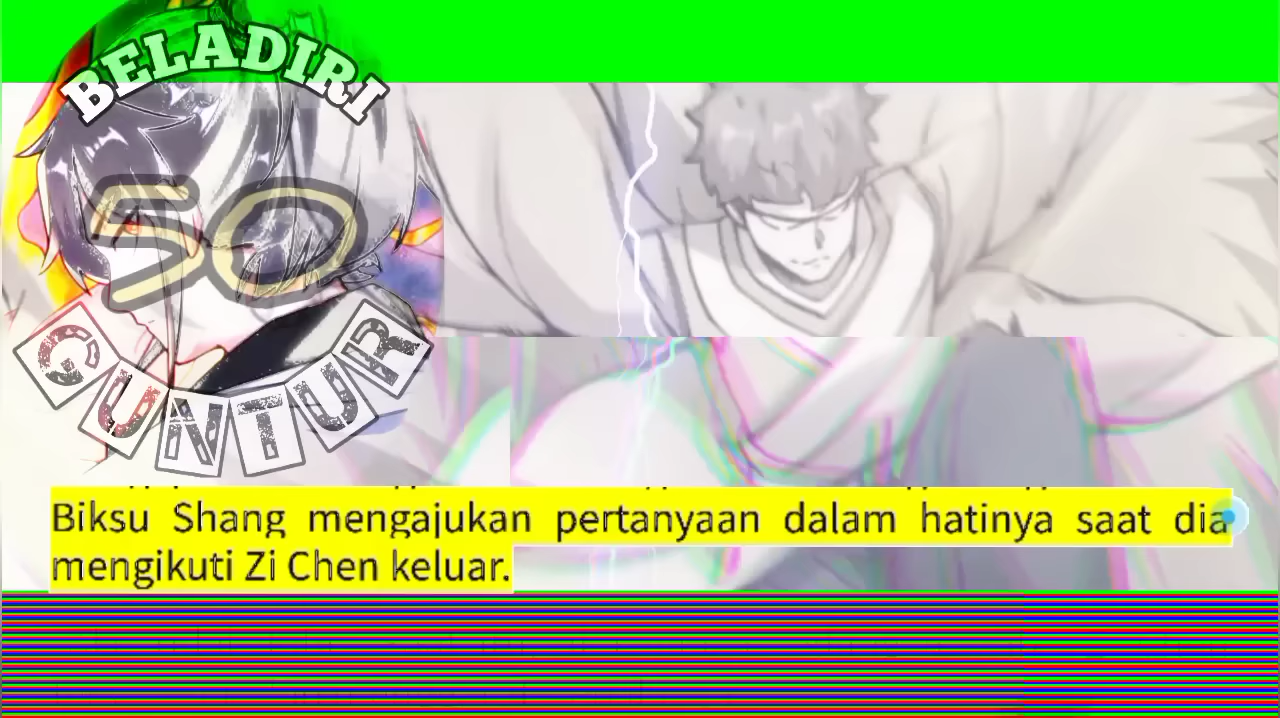 BELADIRI
50
GUNTUR
Biksu Shang mengajukan pertanyaan dalam hatinya saat dia
mengikuti Zi Chen keluar.